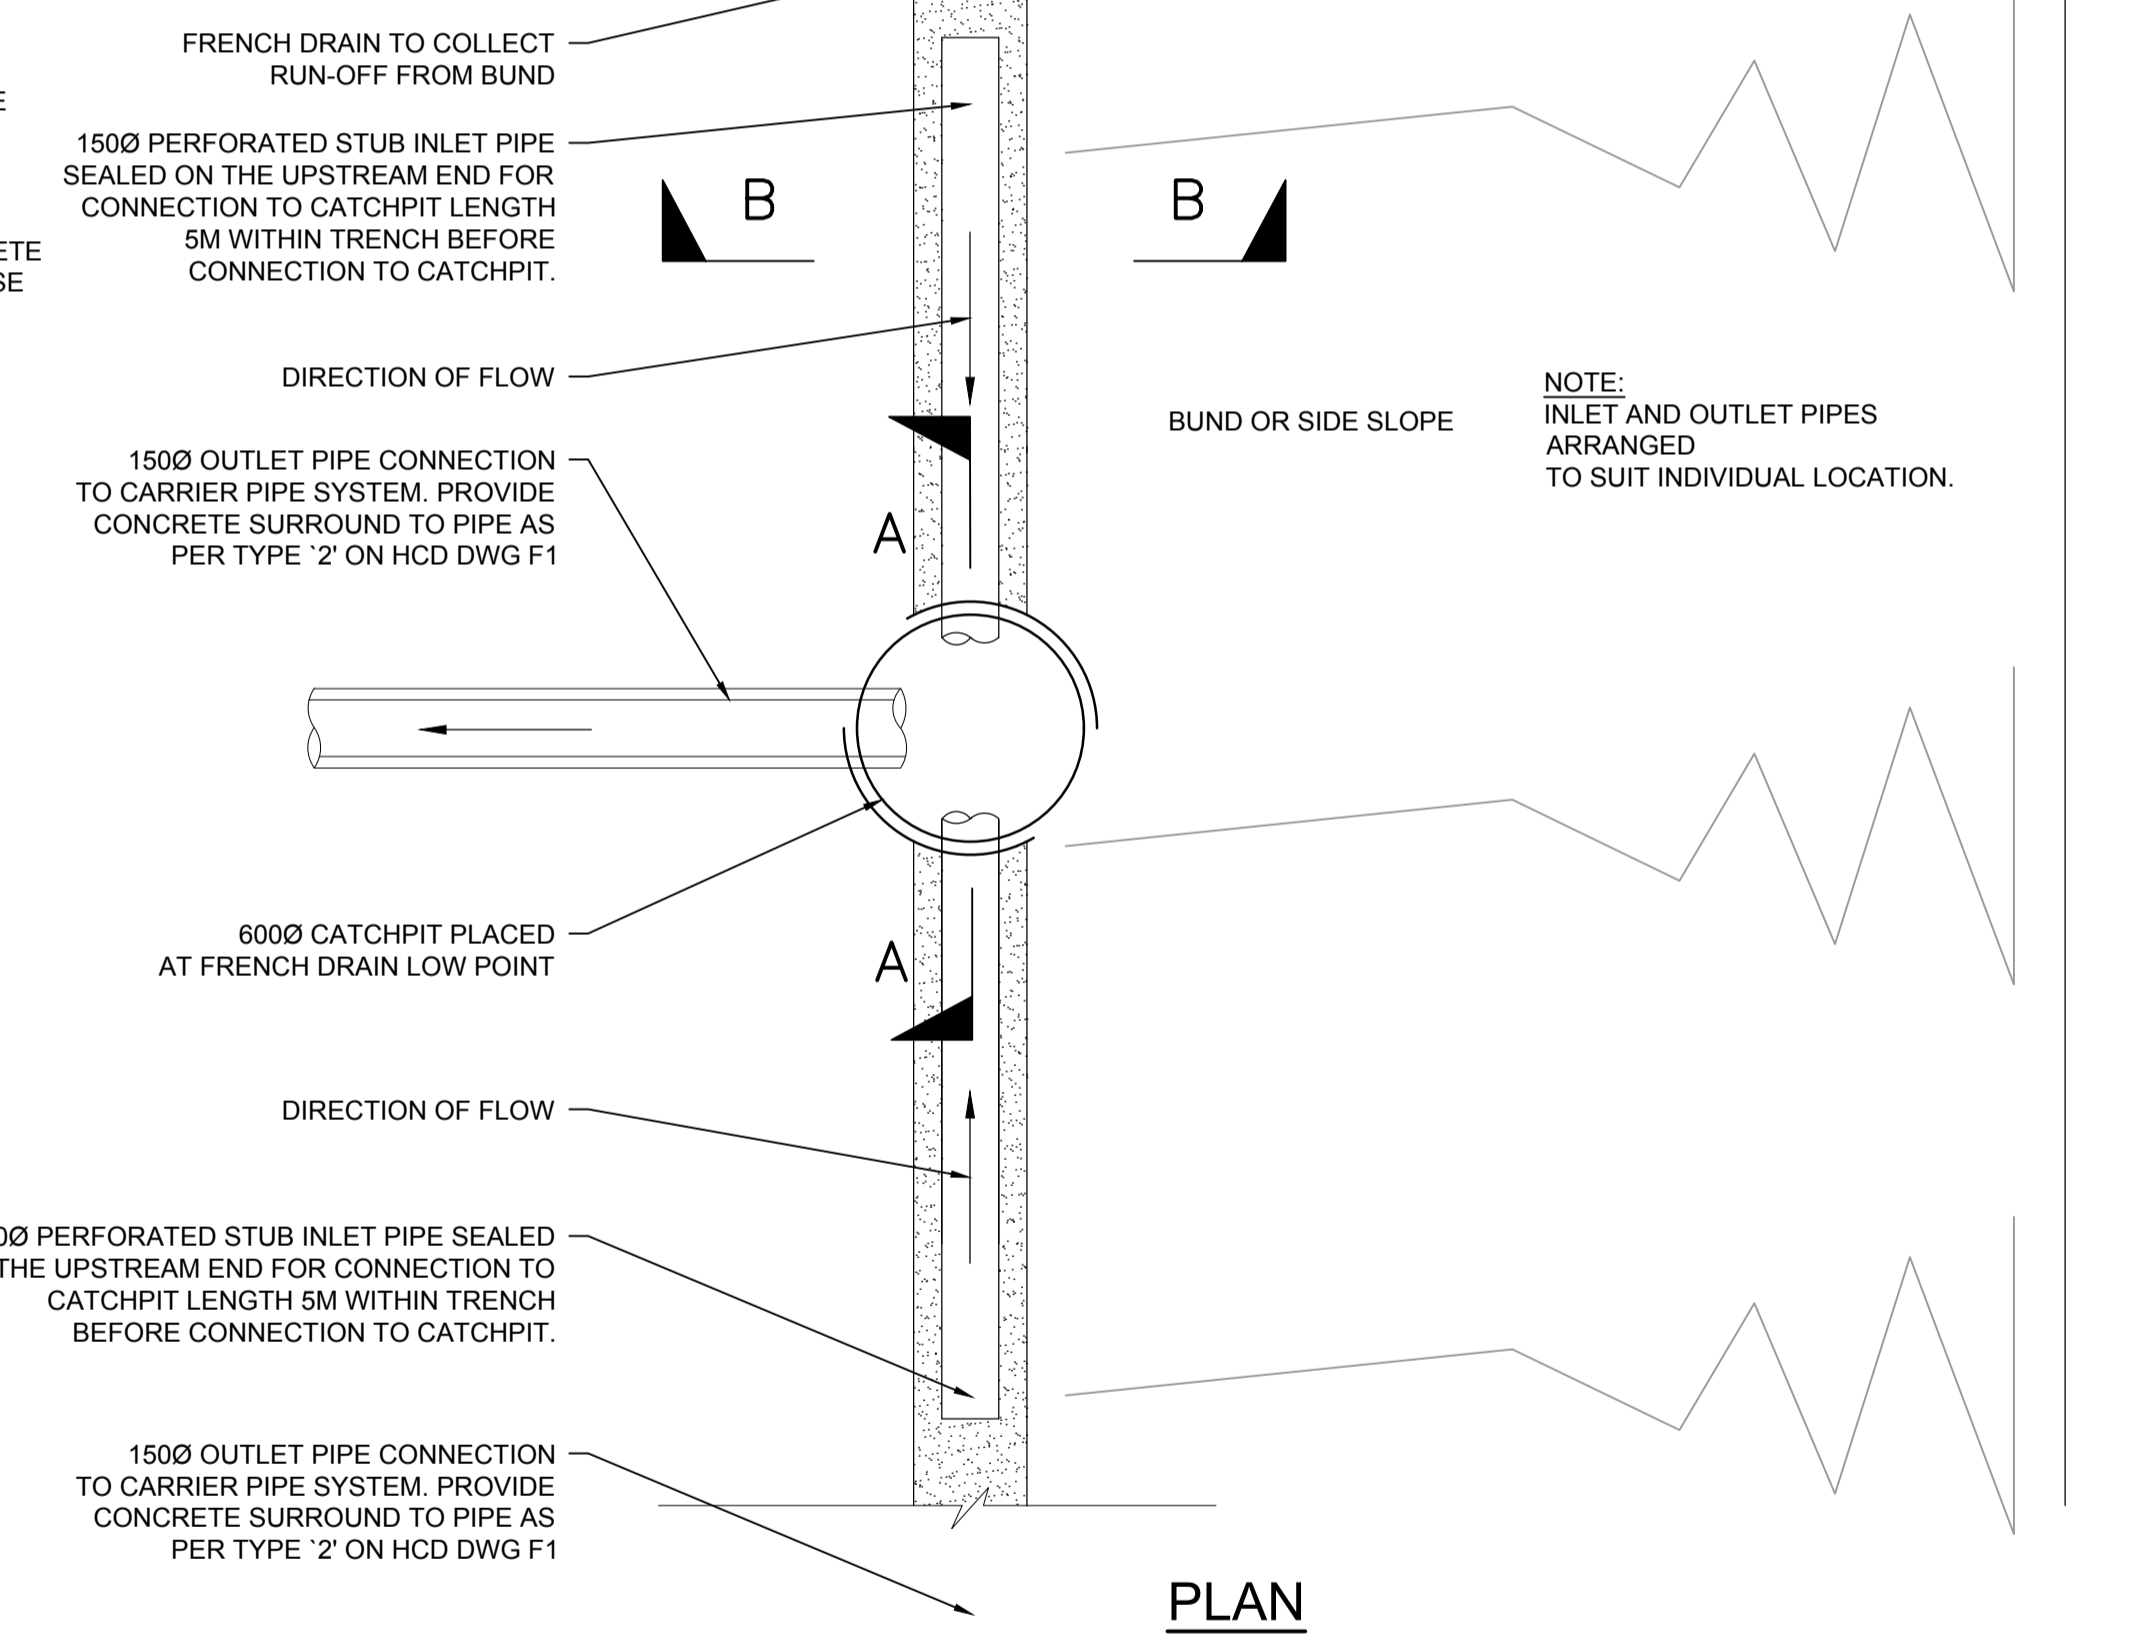 FRENCH DRAIN TO COLLECT
RUN-OFF FROM BUND
150Ø PERFORATED STUB INLET PIPE
SEALED ON THE UPSTREAM END FOR
CONNECTION TO CATCHPIT LENGTH
5M WITHIN TRENCH BEFORE
CONNECTION TO CATCHPIT.
B
B
DIRECTION OF FLOW
BUND OR SIDE SLOPE
NOTE:
INLET AND OUTLET PIPES
ARRANGED
TO SUIT INDIVIDUAL LOCATION.
150Ø OUTLET PIPE CONNECTION
TO CARRIER PIPE SYSTEM. PROVIDE
CONCRETE SURROUND TO PIPE AS
PER TYPE `2' ON HCD DWG F1
A
600Ø CATCHPIT PLACED
AT FRENCH DRAIN LOW POINT
A
DIRECTION OF FLOW
PERFORATED STUB INLET PIPE SEALED
THE UPSTREAM END FOR CONNECTION TO
CATCHPIT LENGTH 5M WITHIN TRENCH
BEFORE CONNECTION TO CATCHPIT.
150Ø OUTLET PIPE CONNECTION
TO CARRIER PIPE SYSTEM. PROVIDE
CONCRETE SURROUND TO PIPE AS
PER TYPE `2' ON HCD DWG F1
PLAN